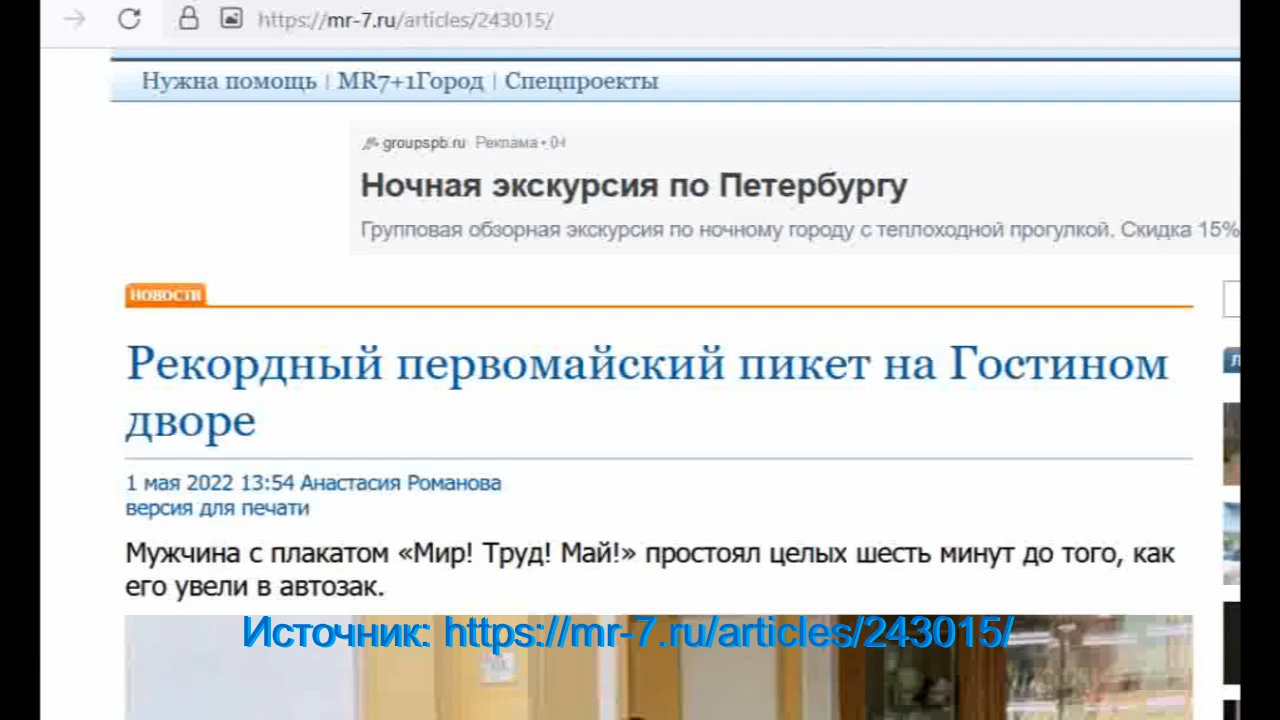 https://mr-7.ru/articles/243015/
Нужна помощь | MR7+1Город | Спецпроекты
groupspb.ru Реклама •
Ночная экскурсия по Петербургу
Групповая обзорная экскурсия по ночному городу с теплоходной прогулкой. Скидка 15%
НОВОСТИ
Рекордный первомайский пикет на Гостином
дворе
1 мая 2022 13:54 Анастасия Романова
версия для печати
Мужчина с плакатом «Мир! Труд! Май!» простоял целых шесть минут до того, как
его увели в автозак.
Источник: https://mr-7.ru/articles/243015/